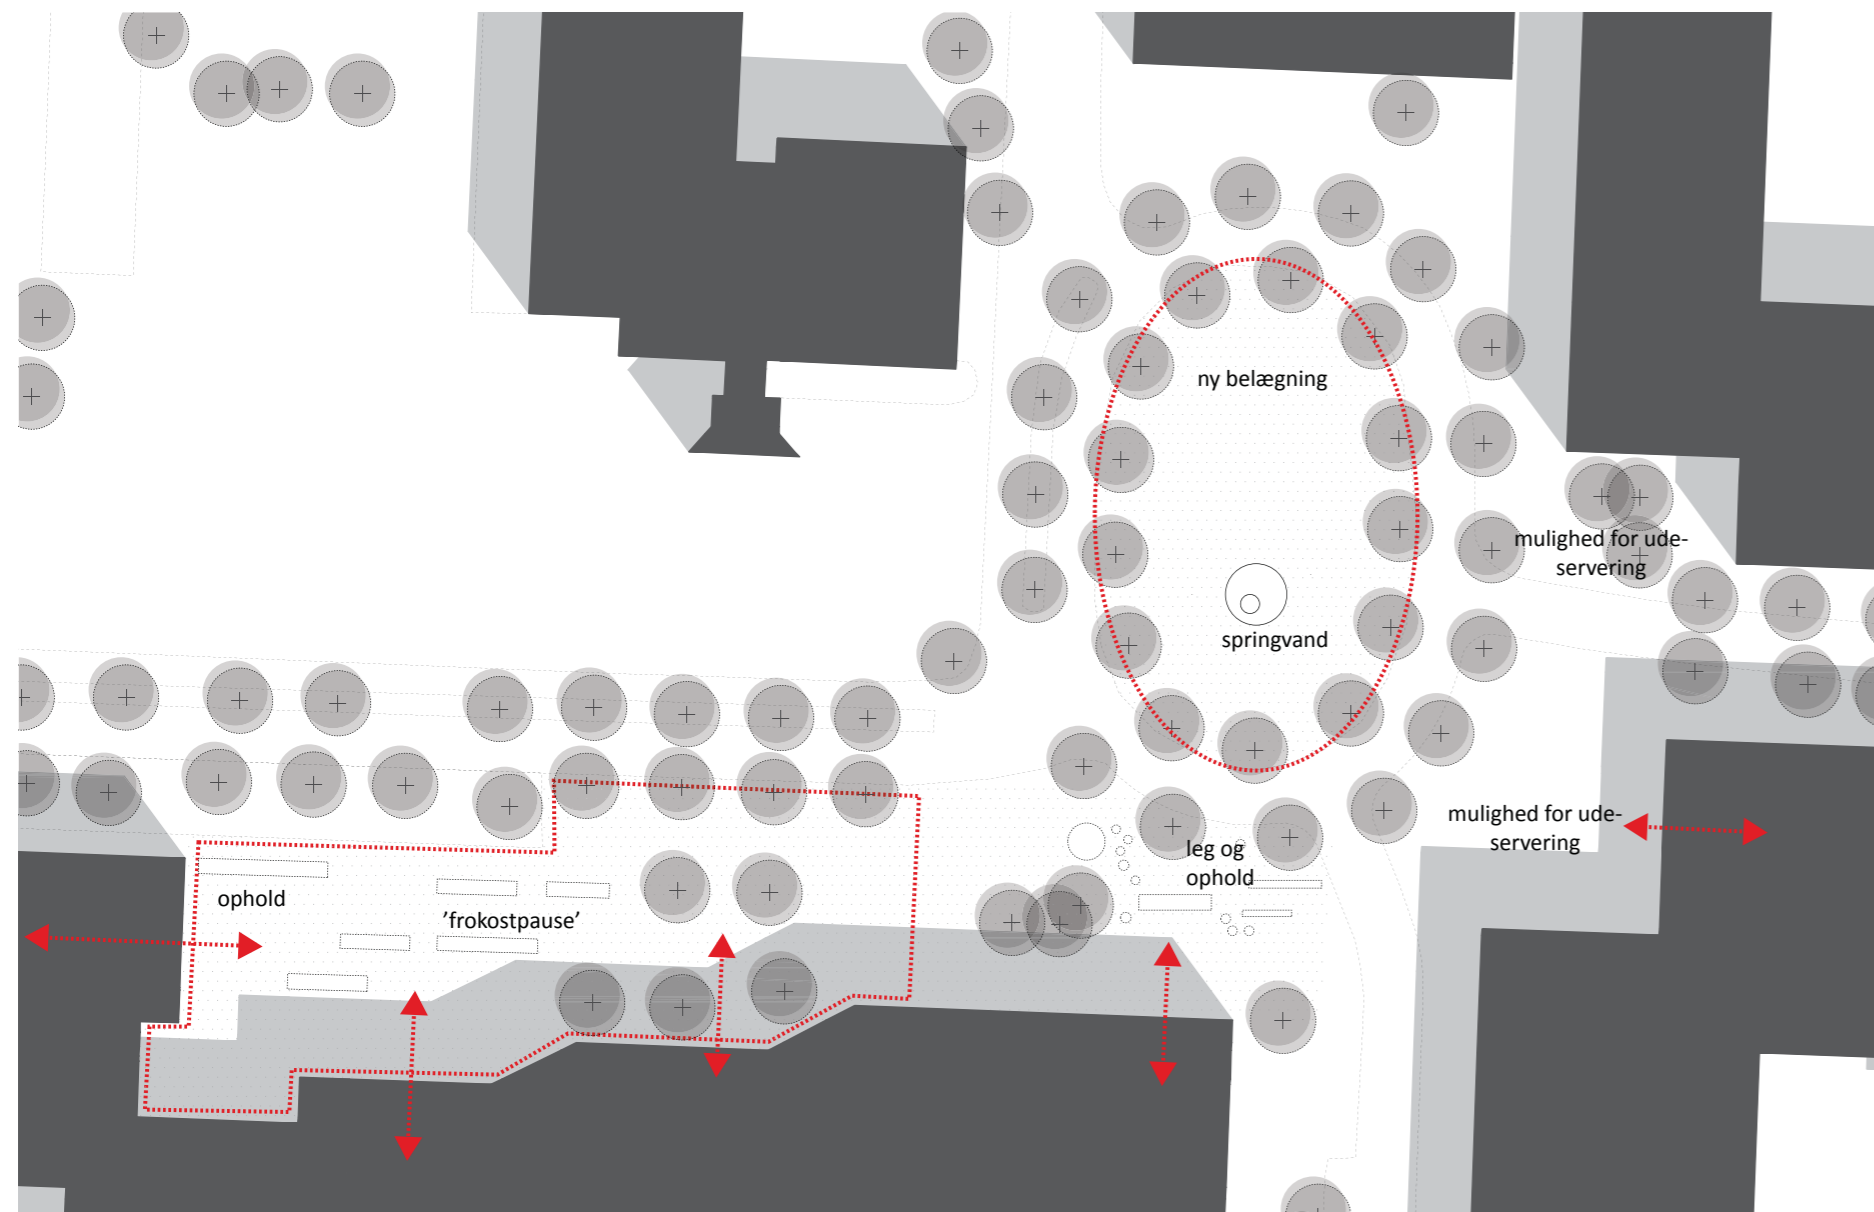 ny belægning
mulighed for ude-
servering
springvand
mulighed for ude-
servering
leg og
ophold
ophold
’frokostpause’